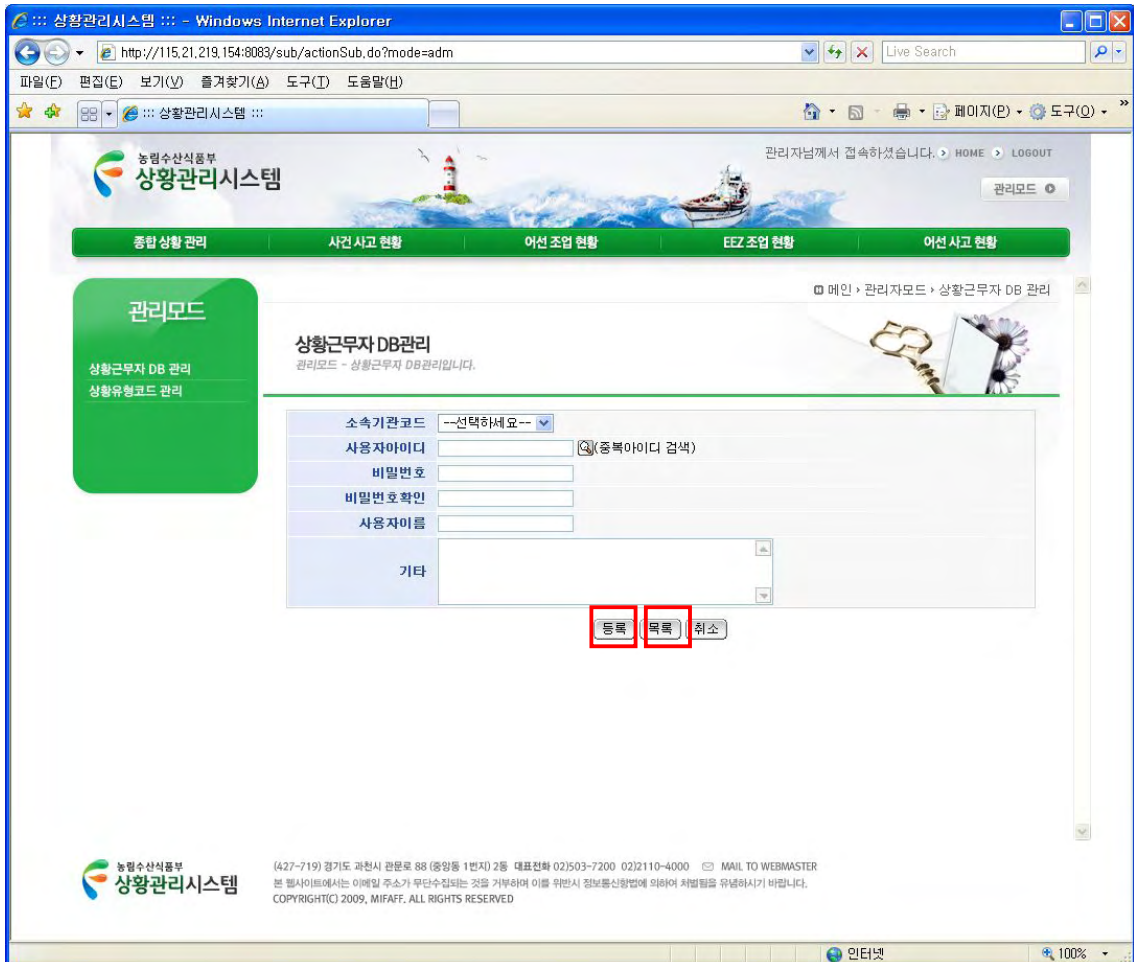 ::: 상황관리시스템 ::: - Windows Internet Explorer
http://115.21.219.154:8083/sub/actionSub.do?mode=adm
Live Search
파일(F) 편집(E) 보기(V) 즐겨찾기(A) 도구(T) 도움말(H)
::: 상황관리시스템 :::
페이지(P) 도구(O) »
농림수산식품부
상황관리시스템
관리자님께서 접속하셨습니다. HOME LOGOUT
관리모드
종합 상황 관리 사건 사고 현황 어선 조업 현황 EEZ 조업 현황 어선 사고 현황
관리모드
상황근무자 DB 관리
상황유형코드 관리
메인 › 관리자모드 › 상황근무자 DB 관리
상황근무자 DB관리
관리모드 - 상황근무자 DB관리입니다.
소속기관코드 --선택하세요--
사용자아이디 (중복아이디 검색)
비밀번호
비밀번호확인
사용자이름
기타
등록 목록 취소
농림수산식품부
상황관리시스템
(427-719) 경기도 과천시 관문로 88 (중앙동 1번지) 2동 대표전화 02)503-7200 02)2110-4000 MAIL TO WEBMASTER
본 웹사이트에서는 이메일 주소가 무단수집되는 것을 거부하며 이를 위반시 정보통신향법에 의하여 처벌됨을 유념하시기 바랍니다.
COPYRIGHT(C) 2009, MIFAFF. ALL RIGHTS RESERVED
인터넷 100%